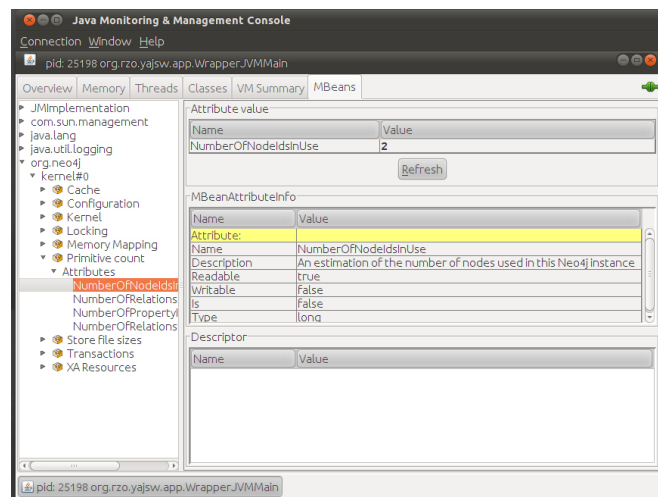 Java Monitoring & Management Console
Connection Window Help
pid: 25198 org.rzo.yajsw.app.WrapperJVMMain
Overview Memory Threads Classes VM Summary MBeans
JMImplementation
com.sun.management
java.lang
java.util.logging
org.neo4j
kernel#0
Cache
Configuration
Kernel
Locking
Memory Mapping
Primitive count
Attributes
NumberOfNodeIdsIr
NumberOfRelations
NumberOfPropertyI
NumberOfRelations
Store file sizes
Transactions
XA Resources
Attribute value
Name Value
NumberOfNodeIdsInUse 2
Refresh
MBeanAttributeInfo
Name Value
Attribute:
Name NumberOfNodeIdsInUse
Description An estimation of the number of nodes used in this Neo4j instance
Readable true
Writable false
Is false
Type long
Descriptor
Name Value
pid: 25198 org.rzo.yajsw.app.WrapperJVMMain